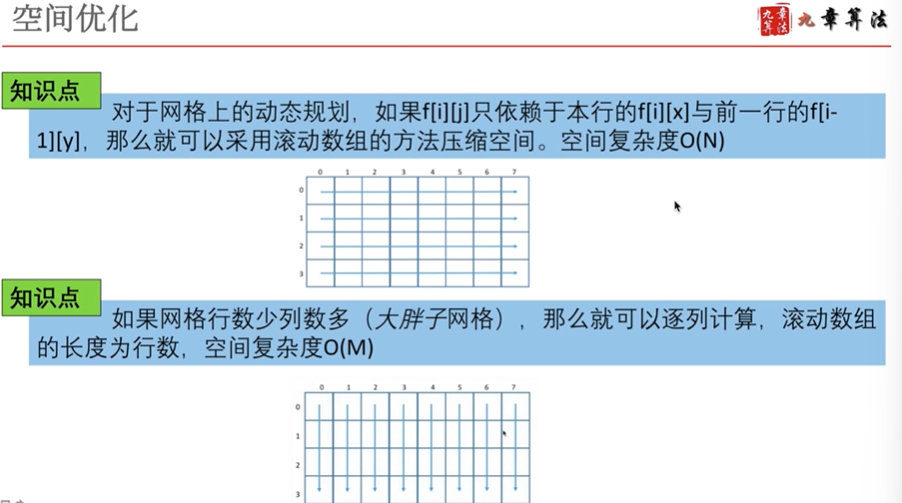 空间优化
九章算法
九章算法
知识点
对于网格上的动态规划，如果f[i][j]只依赖于本行的f[i][x]与前一行的f[i-
1][y]，那么就可以采用滚动数组的方法压缩空间。空间复杂度O(N)
0 1 2 3 4 5 6 7
0
1
2
3
知识点
如果网格行数少列数多（大胖子网格），那么就可以逐列计算，滚动数组
的长度为行数，空间复杂度O(M)
0 1 2 3 4 5 6 7
0
1
2
3